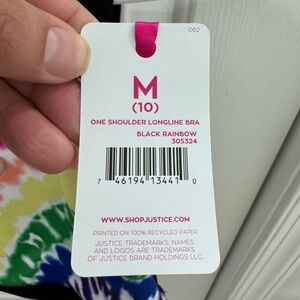 062
M
(10)
ONE SHOULDER LONGLINE BRA
BLACK RAINBOW
305324
7 46194 13441 0
WWW.SHOPJUSTICE.COM
PRINTED ON 100% RECYCLED PAPER
JUSTICE TRADEMARKS, NAMES
AND LOGOS ARE TRADEMARKS
OF JUSTICE BRAND HOLDINGS LLC.